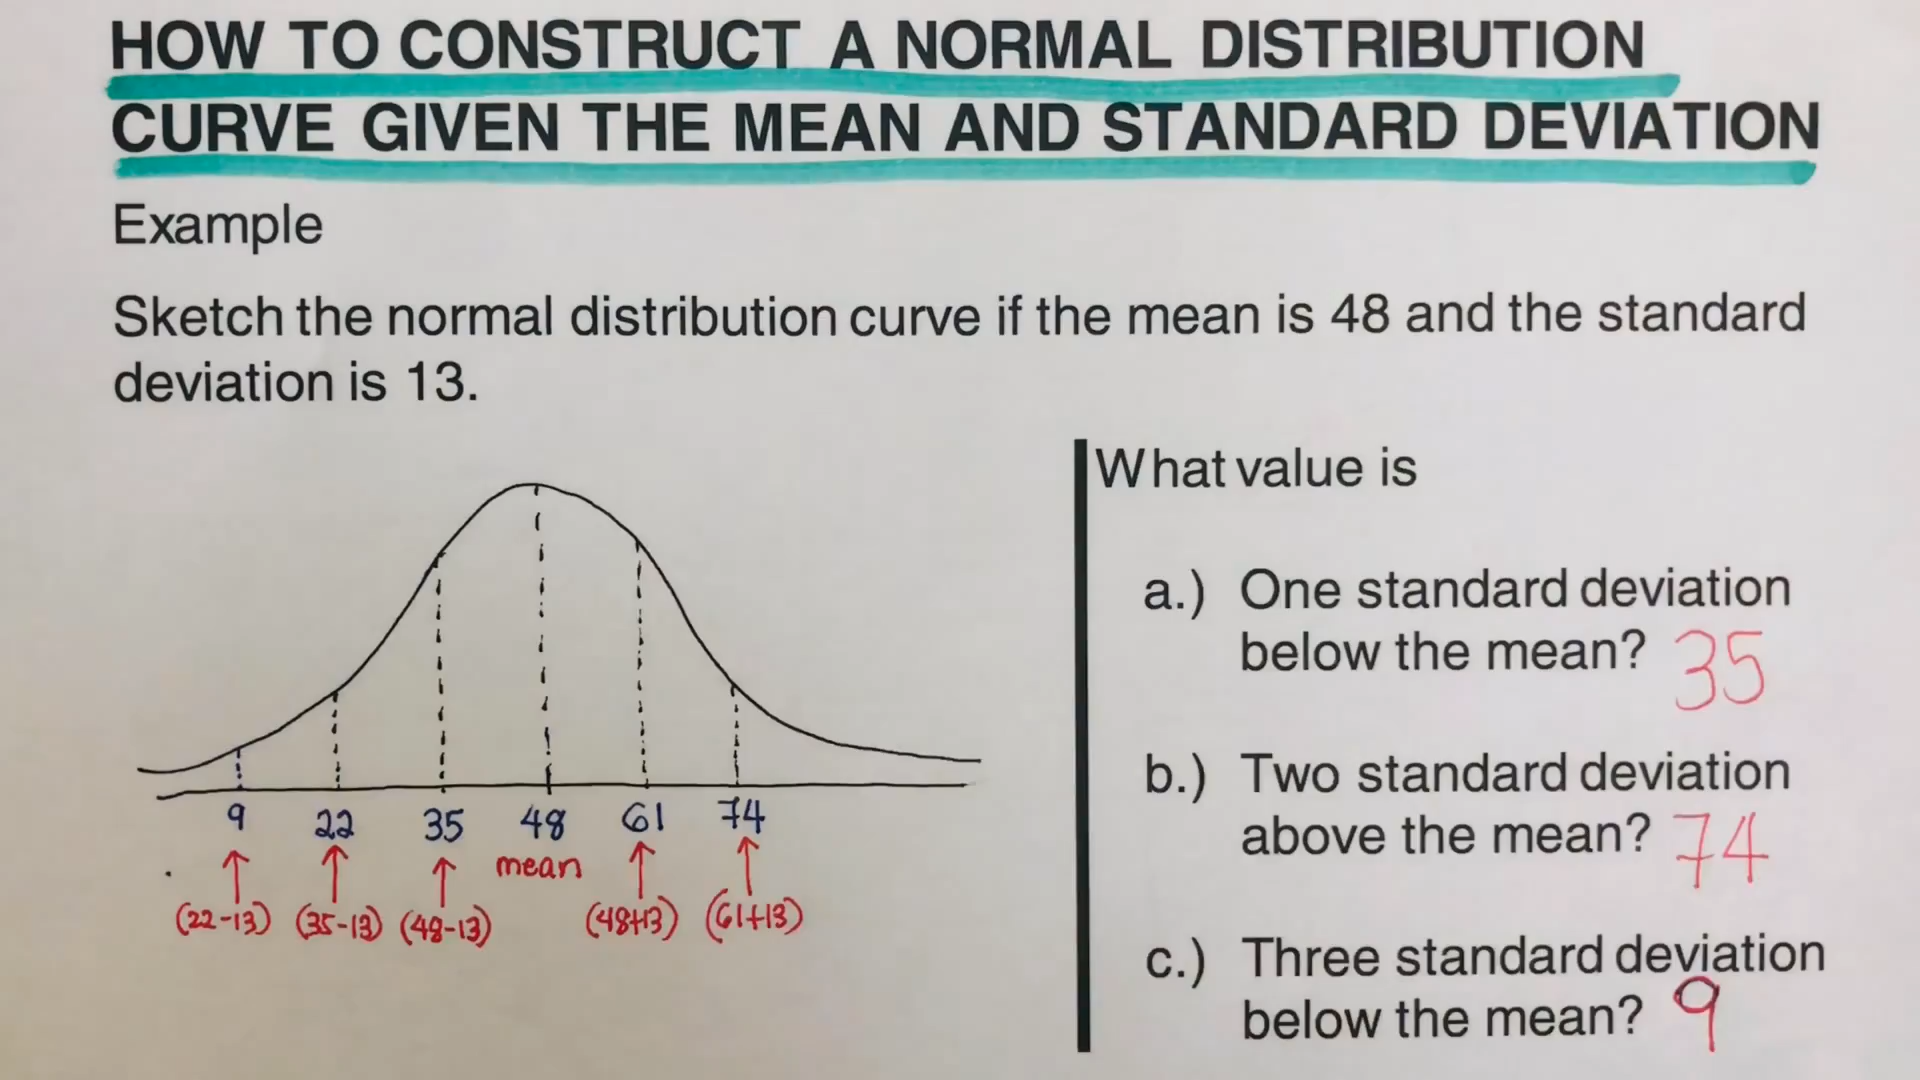 HOW TO CONSTRUCT A NORMAL DISTRIBUTION
CURVE GIVEN THE MEAN AND STANDARD DEVIATION
Example
Sketch the normal distribution curve if the mean is 48 and the standard
deviation is 13.
9 22 35 48 61 74
mean
(22-13) (35-13) (48-13) (48+13) (61+13)
What value is
a.) One standard deviation
below the mean? 35
b.) Two standard deviation
above the mean? 74
c.) Three standard deviation
below the mean? 9